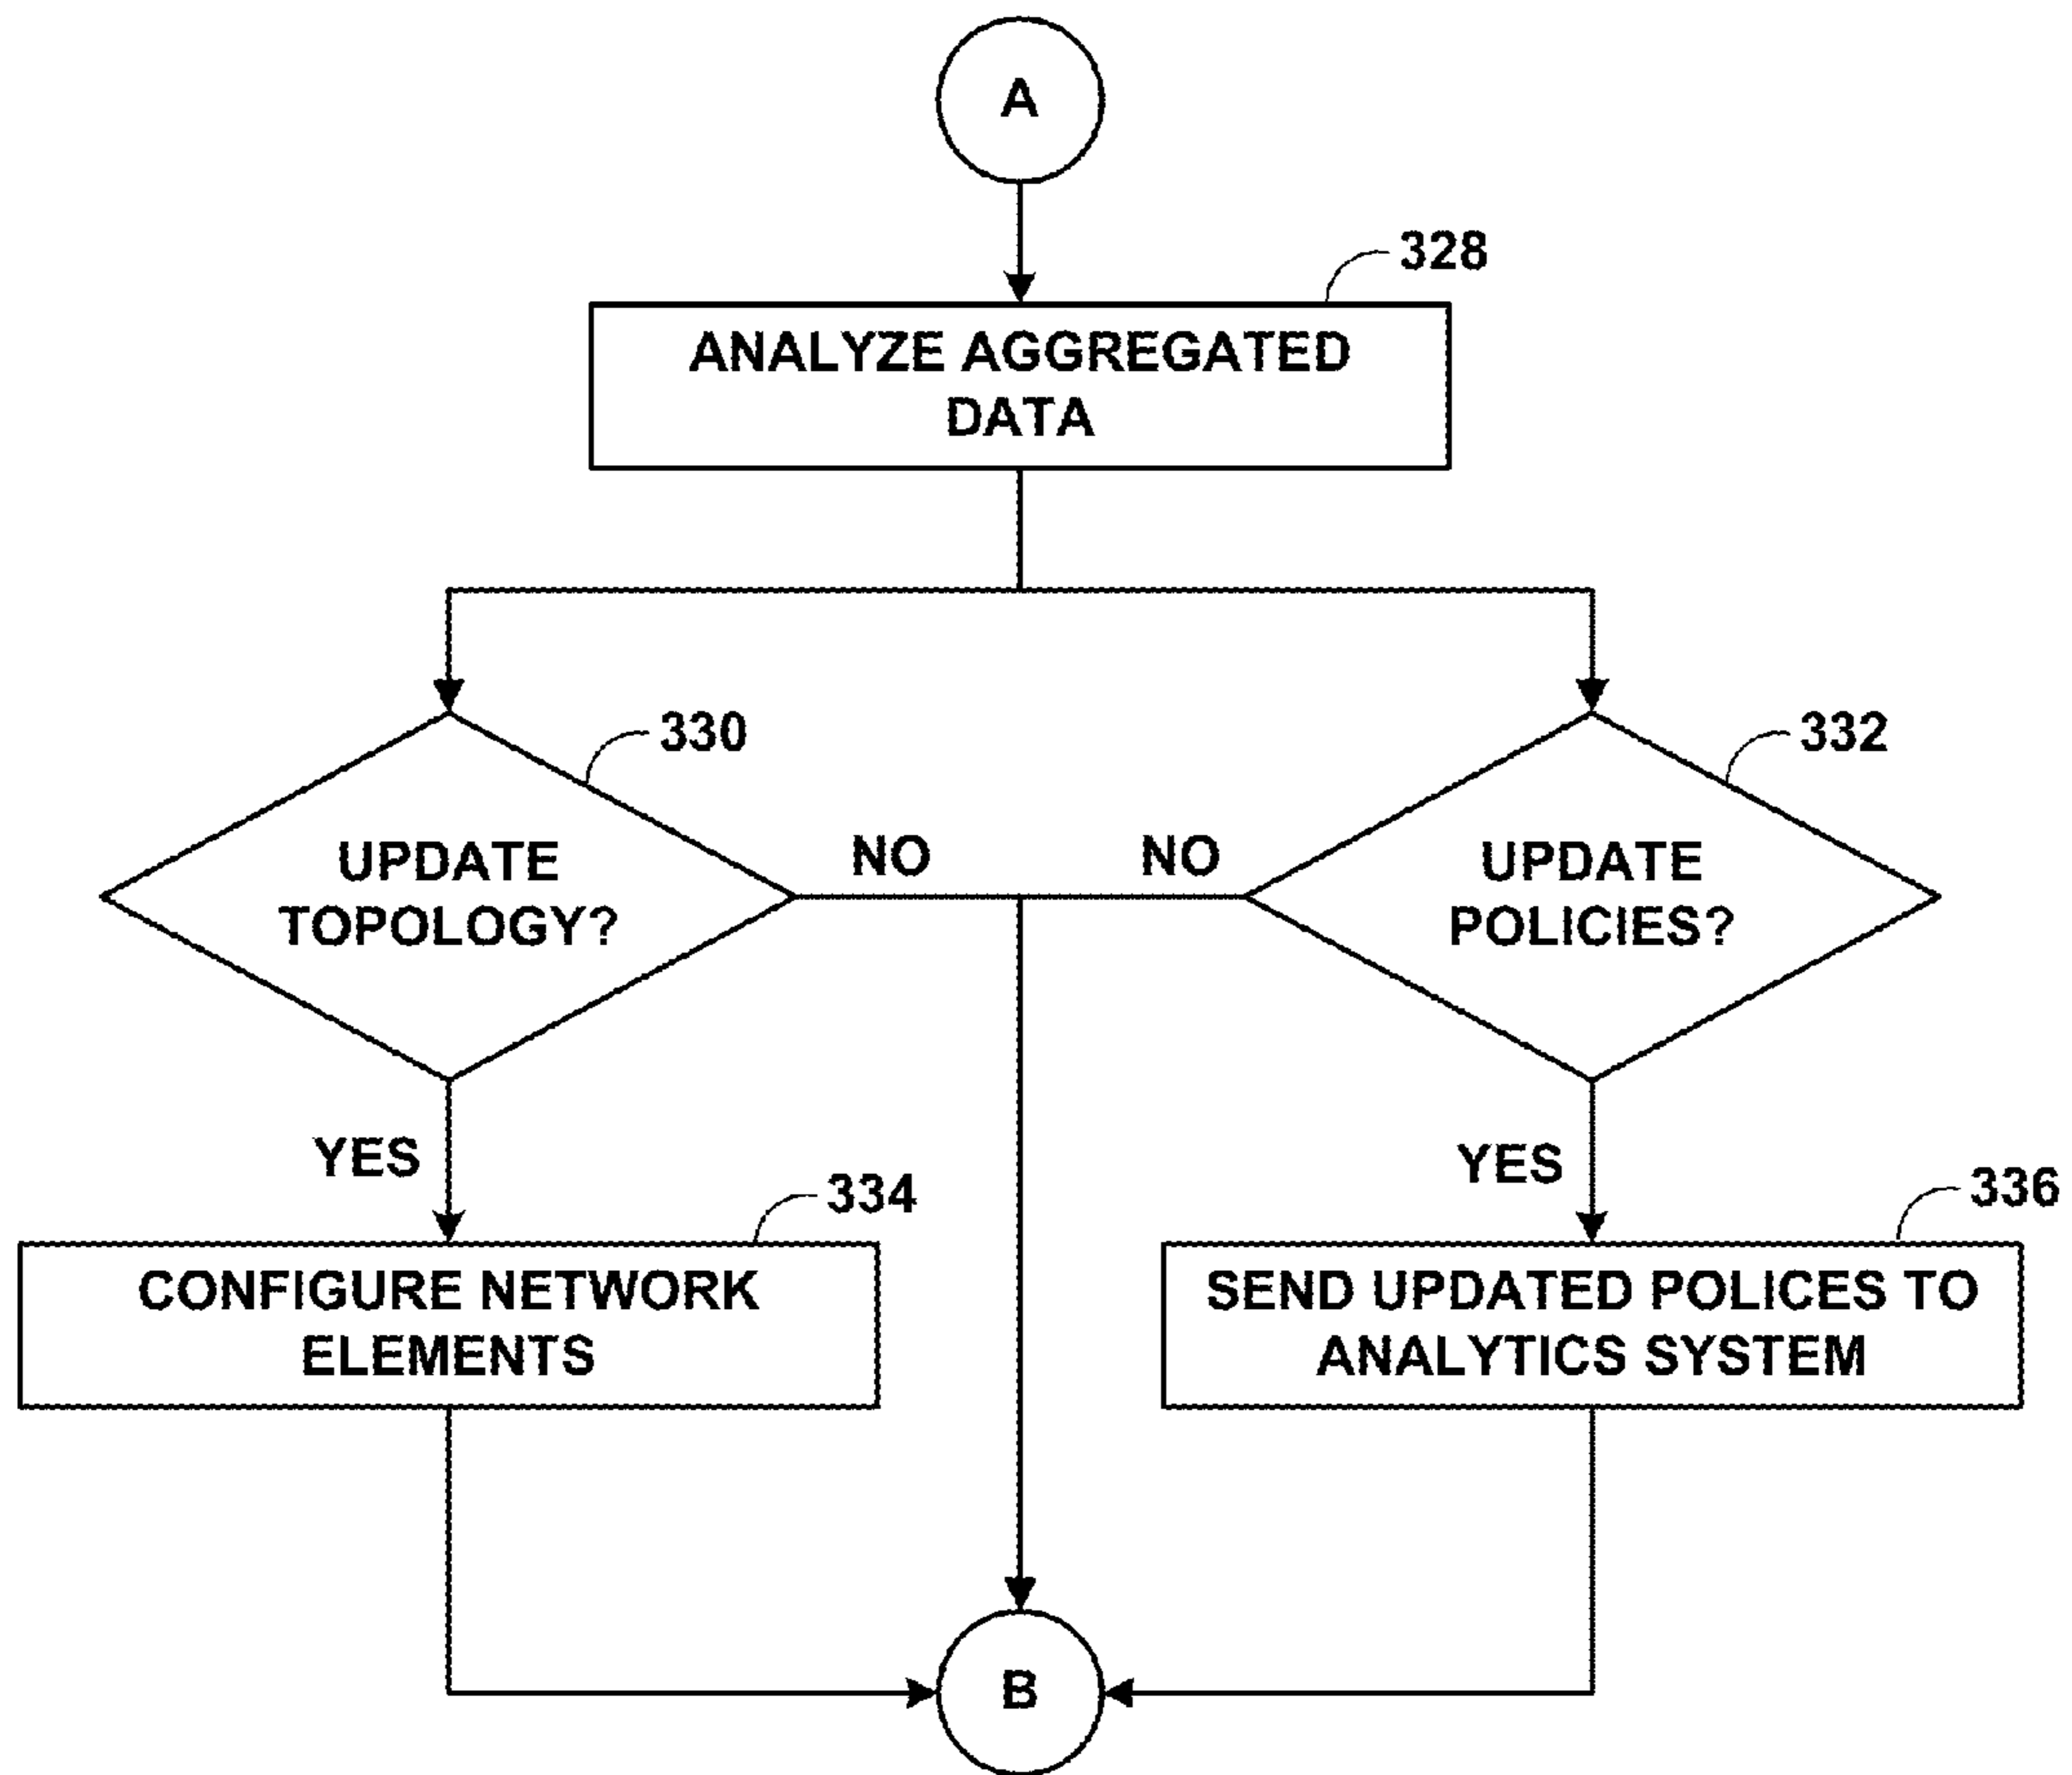 A
328
ANALYZE AGGREGATED
DATA
330
332
UPDATE
TOPOLOGY?
NO
NO
UPDATE
POLICIES?
YES
YES
334
336
CONFIGURE NETWORK
ELEMENTS
SEND UPDATED POLICES TO
ANALYTICS SYSTEM
B